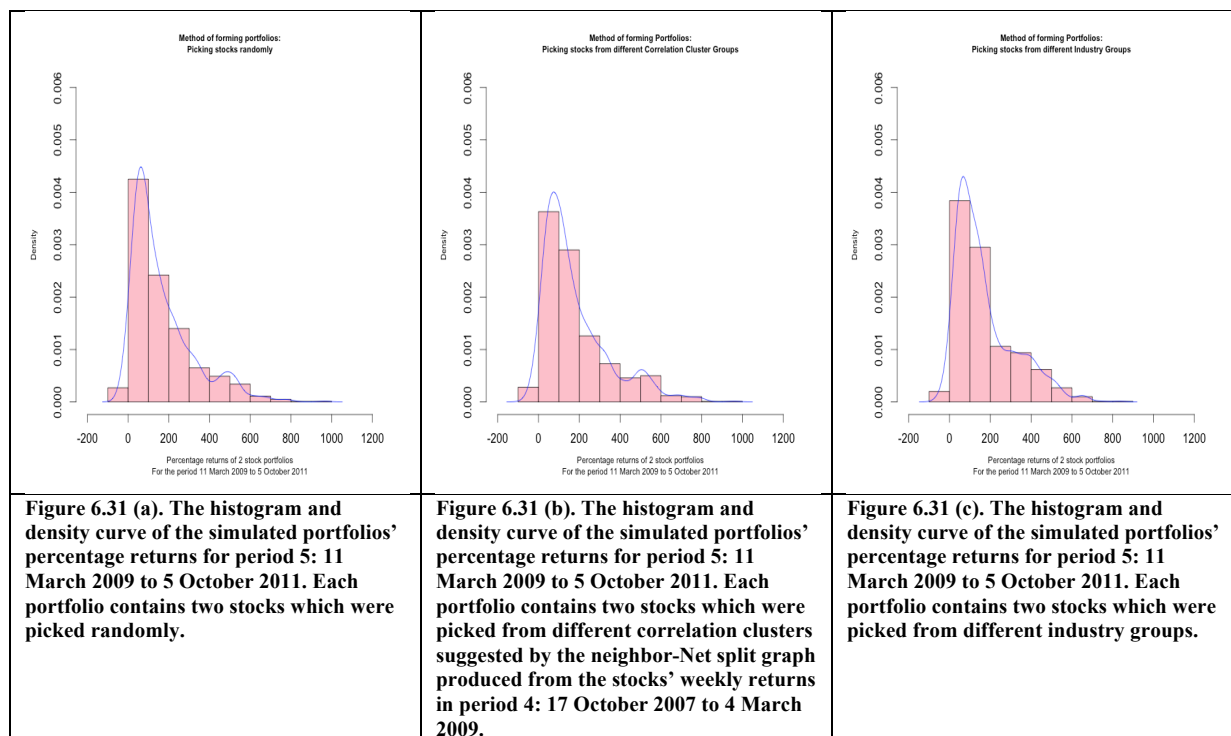 Method of forming portfolios:
Picking stocks randomly
0.006
0.005
0.004
0.003
0.002
0.001
0.000
Density
-200 0 200 400 600 800 1000 1200
Percentage returns of 2 stock portfolios
For the period 11 March 2009 to 5 October 2011
Method of forming Portfolios:
Picking stocks from different Correlation Cluster Groups
0.006
0.005
0.004
0.003
0.002
0.001
0.000
Density
-200 0 200 400 600 800 1000 1200
Percentage returns of 2 stock portfolios
For the period 11 March 2009 to 5 October 2011
Method of forming Portfolios:
Picking stocks from different Industry Groups
0.006
0.005
0.004
0.003
0.002
0.001
0.000
Density
-200 0 200 400 600 800 1000 1200
Percentage returns of 2 stock portfolios
For the period 11 March 2009 to 5 October 2011
Figure 6.31 (a). The histogram and
density curve of the simulated portfolios’
percentage returns for period 5: 11
March 2009 to 5 October 2011. Each
portfolio contains two stocks which were
picked randomly.
Figure 6.31 (b). The histogram and
density curve of the simulated portfolios’
percentage returns for period 5: 11
March 2009 to 5 October 2011. Each
portfolio contains two stocks which were
picked from different correlation clusters
suggested by the neighbor-Net split graph
produced from the stocks’ weekly returns
in period 4: 17 October 2007 to 4 March
2009.
Figure 6.31 (c). The histogram and
density curve of the simulated portfolios’
percentage returns for period 5: 11
March 2009 to 5 October 2011. Each
portfolio contains two stocks which were
picked from different industry groups.